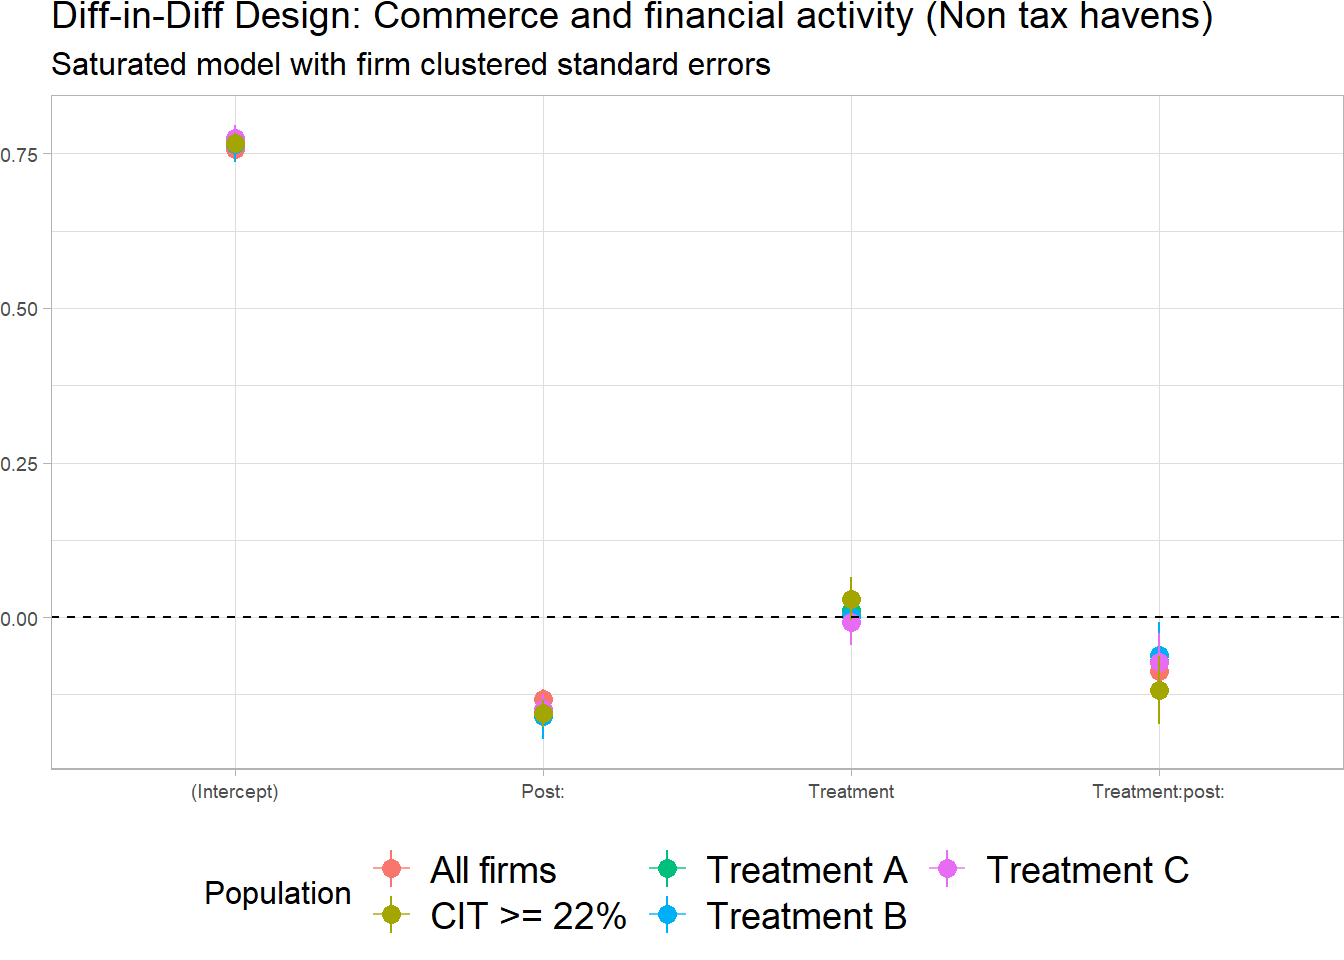 Diff-in-Diff Design: Commerce and financial activity (Non tax havens)
Saturated model with firm clustered standard errors
0.75
0.50
0.25
0.00
(Intercept) Post: Treatment Treatment:post:
Population
All firms Treatment A Treatment C
CIT >= 22% Treatment B